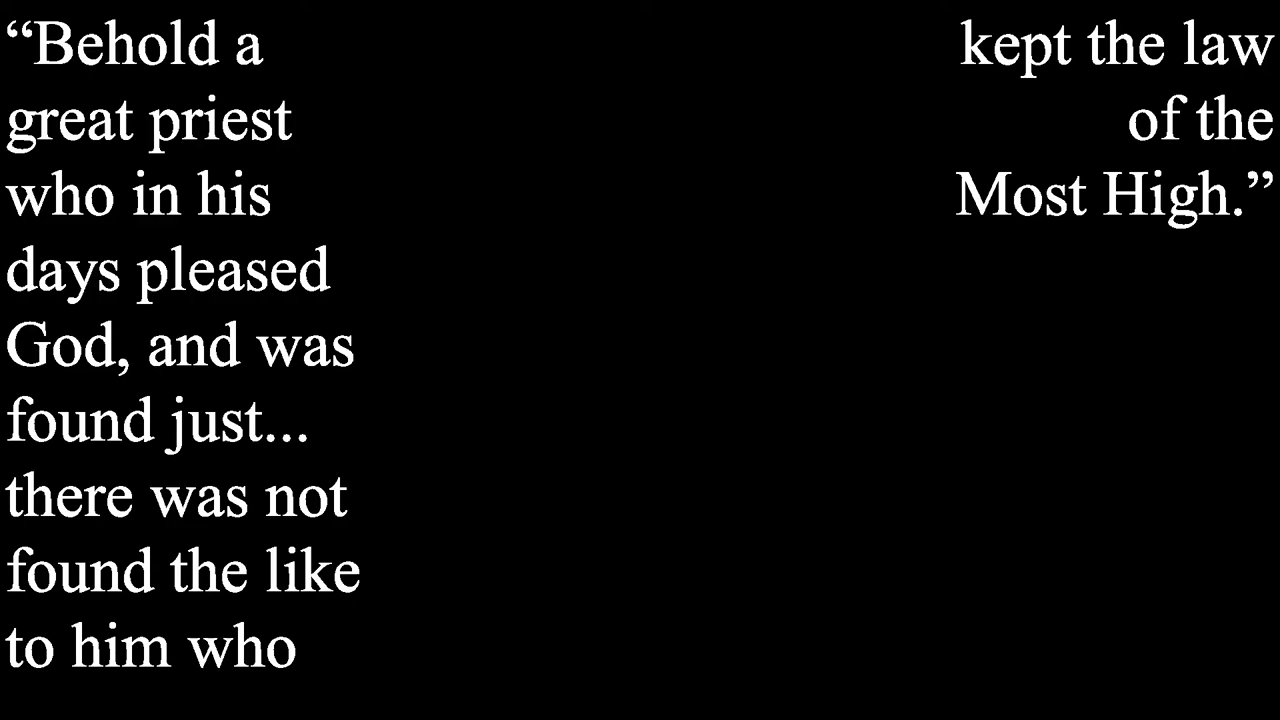 “Behold a
great priest
who in his
days pleased
God, and was
found just...
there was not
found the like
to him who
kept the law
of the
Most High.”